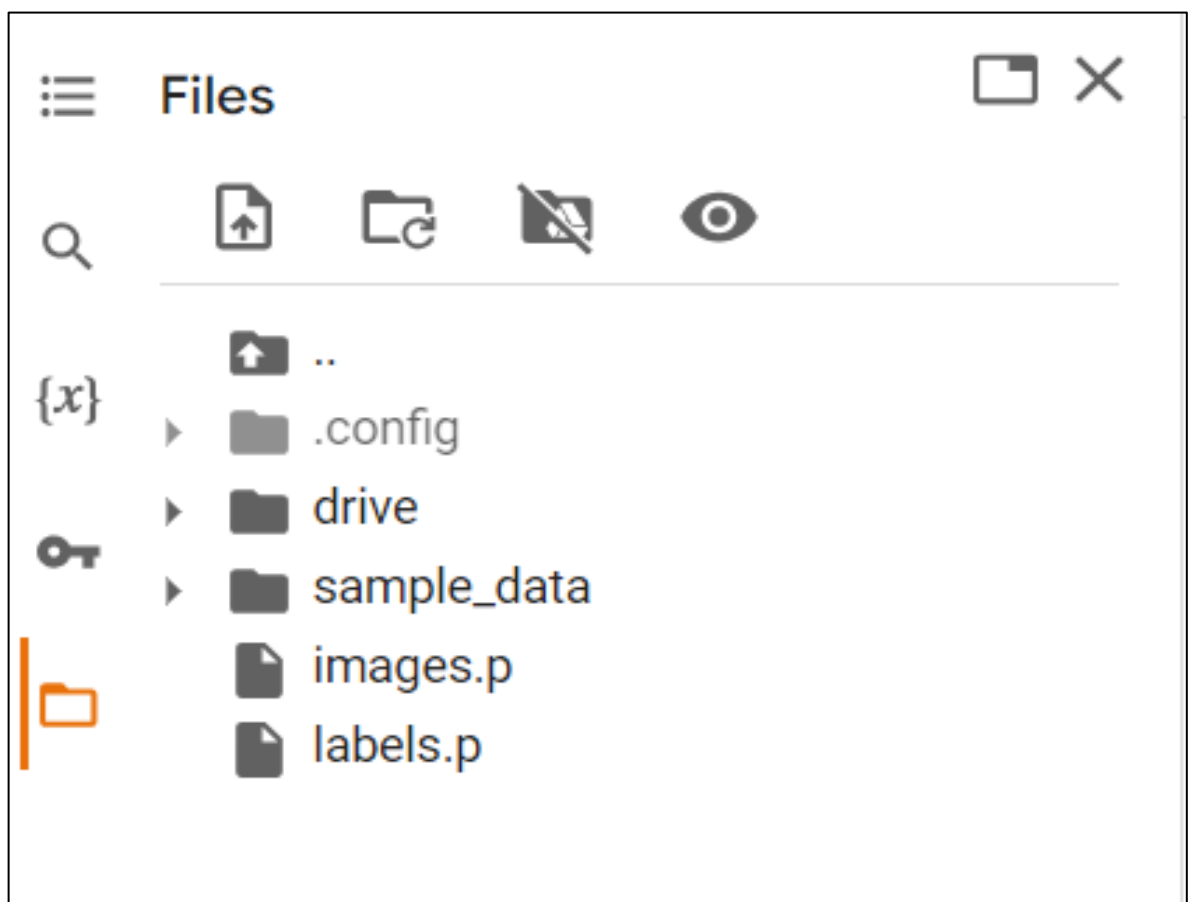 Files
{x}
..
.config
drive
sample_data
images.p
labels.p